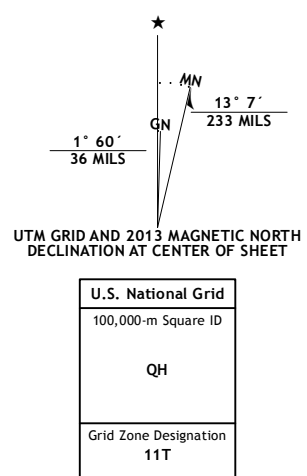 ★
MN
GN
13° 7´
233 MILS
1° 60´
36 MILS
UTM GRID AND 2013 MAGNETIC NORTH
DECLINATION AT CENTER OF SHEET
U.S. National Grid
100,000-m Square ID
QH
Grid Zone Designation
11T